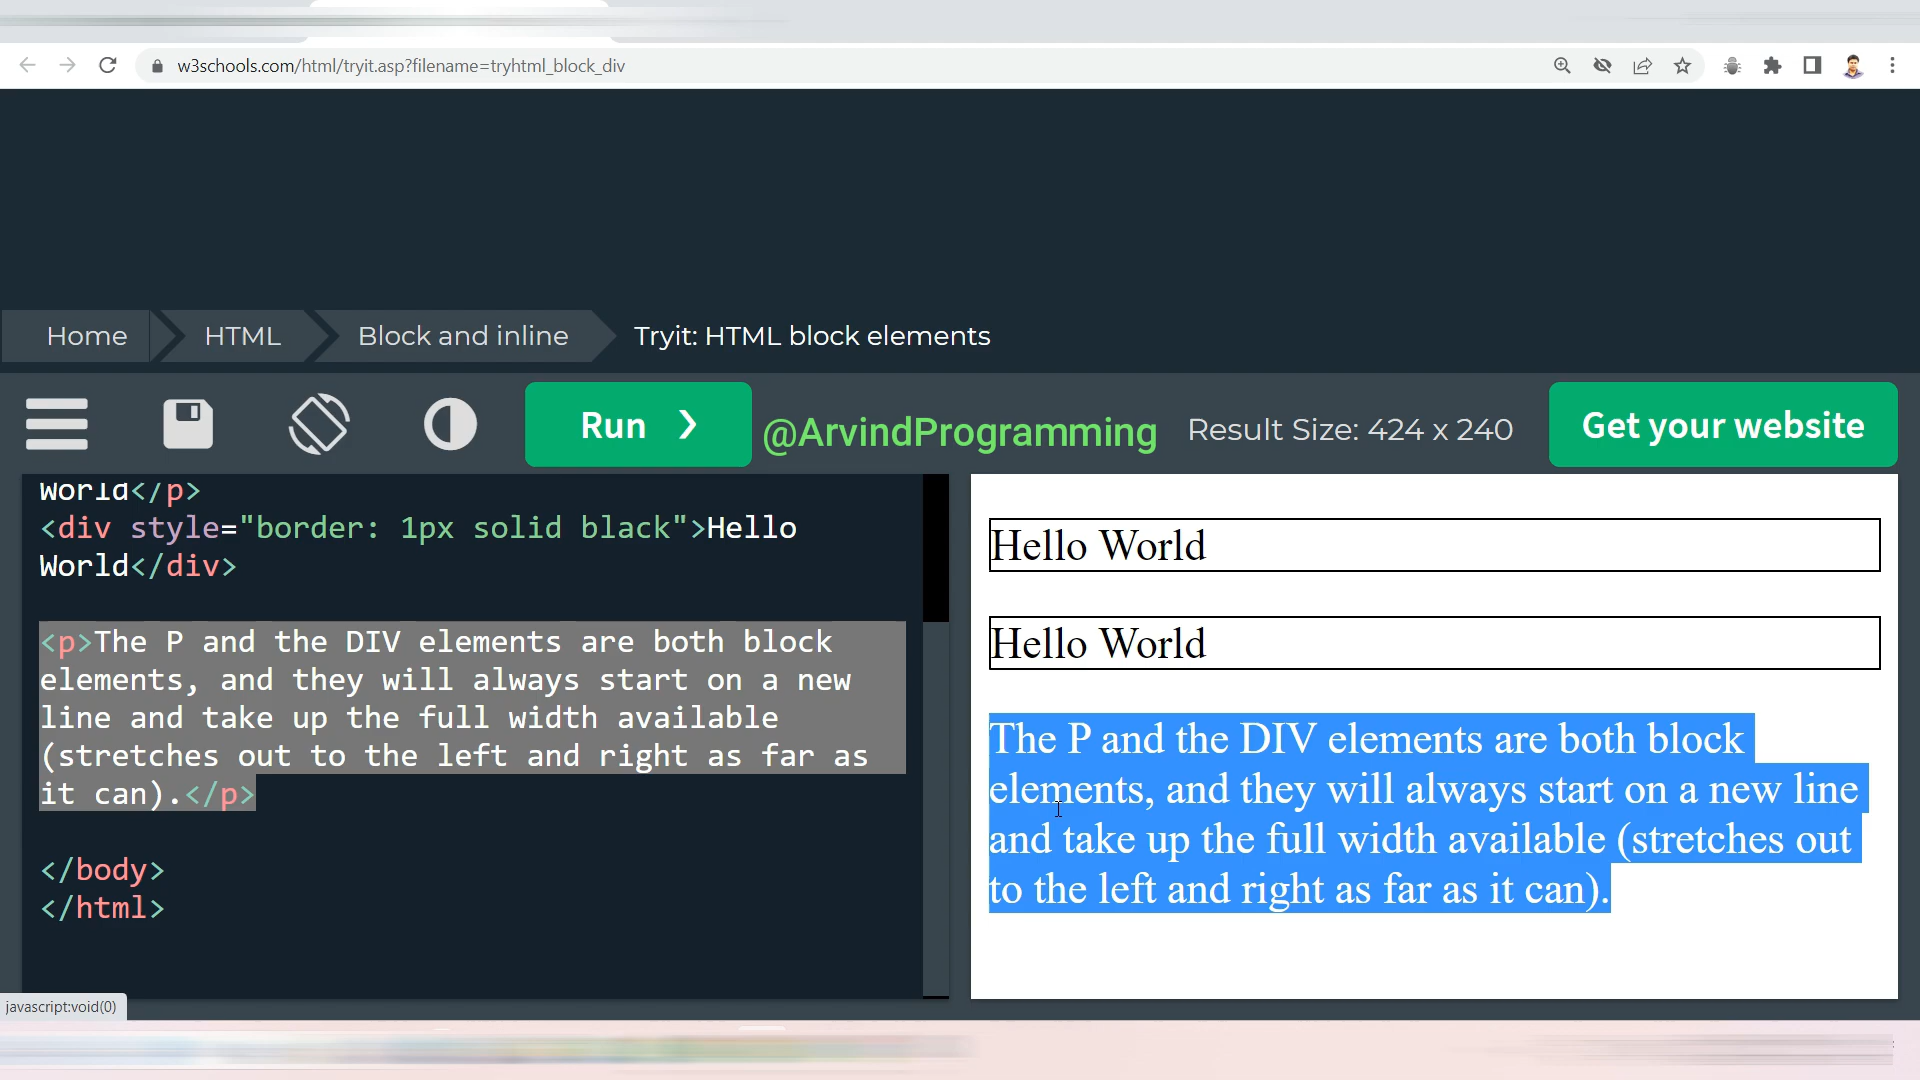 w3schools.com/html/tryit.asp?filename=tryhtml_block_div
Home HTML Block and inline Tryit: HTML block elements
Run ❯ @ArvindProgramming Result Size: 424 x 240 Get your website
World</p>
<div style="border: 1px solid black">Hello
World</div>
<p>The P and the DIV elements are both block
elements, and they will always start on a new
line and take up the full width available
(stretches out to the left and right as far as
it can).</p>
</body>
</html>
Hello World
Hello World
The P and the DIV elements are both block
elements, and they will always start on a new line
and take up the full width available (stretches out
to the left and right as far as it can).
javascript:void(0)